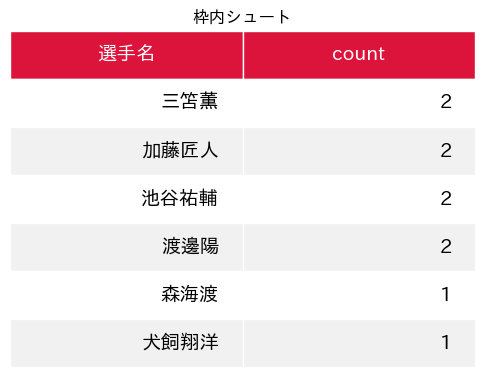 枠内シュート
選手名 count
三笘薫 2
加藤匠人 2
池谷祐輔 2
渡邊陽 2
森海渡 1
犬飼翔洋 1